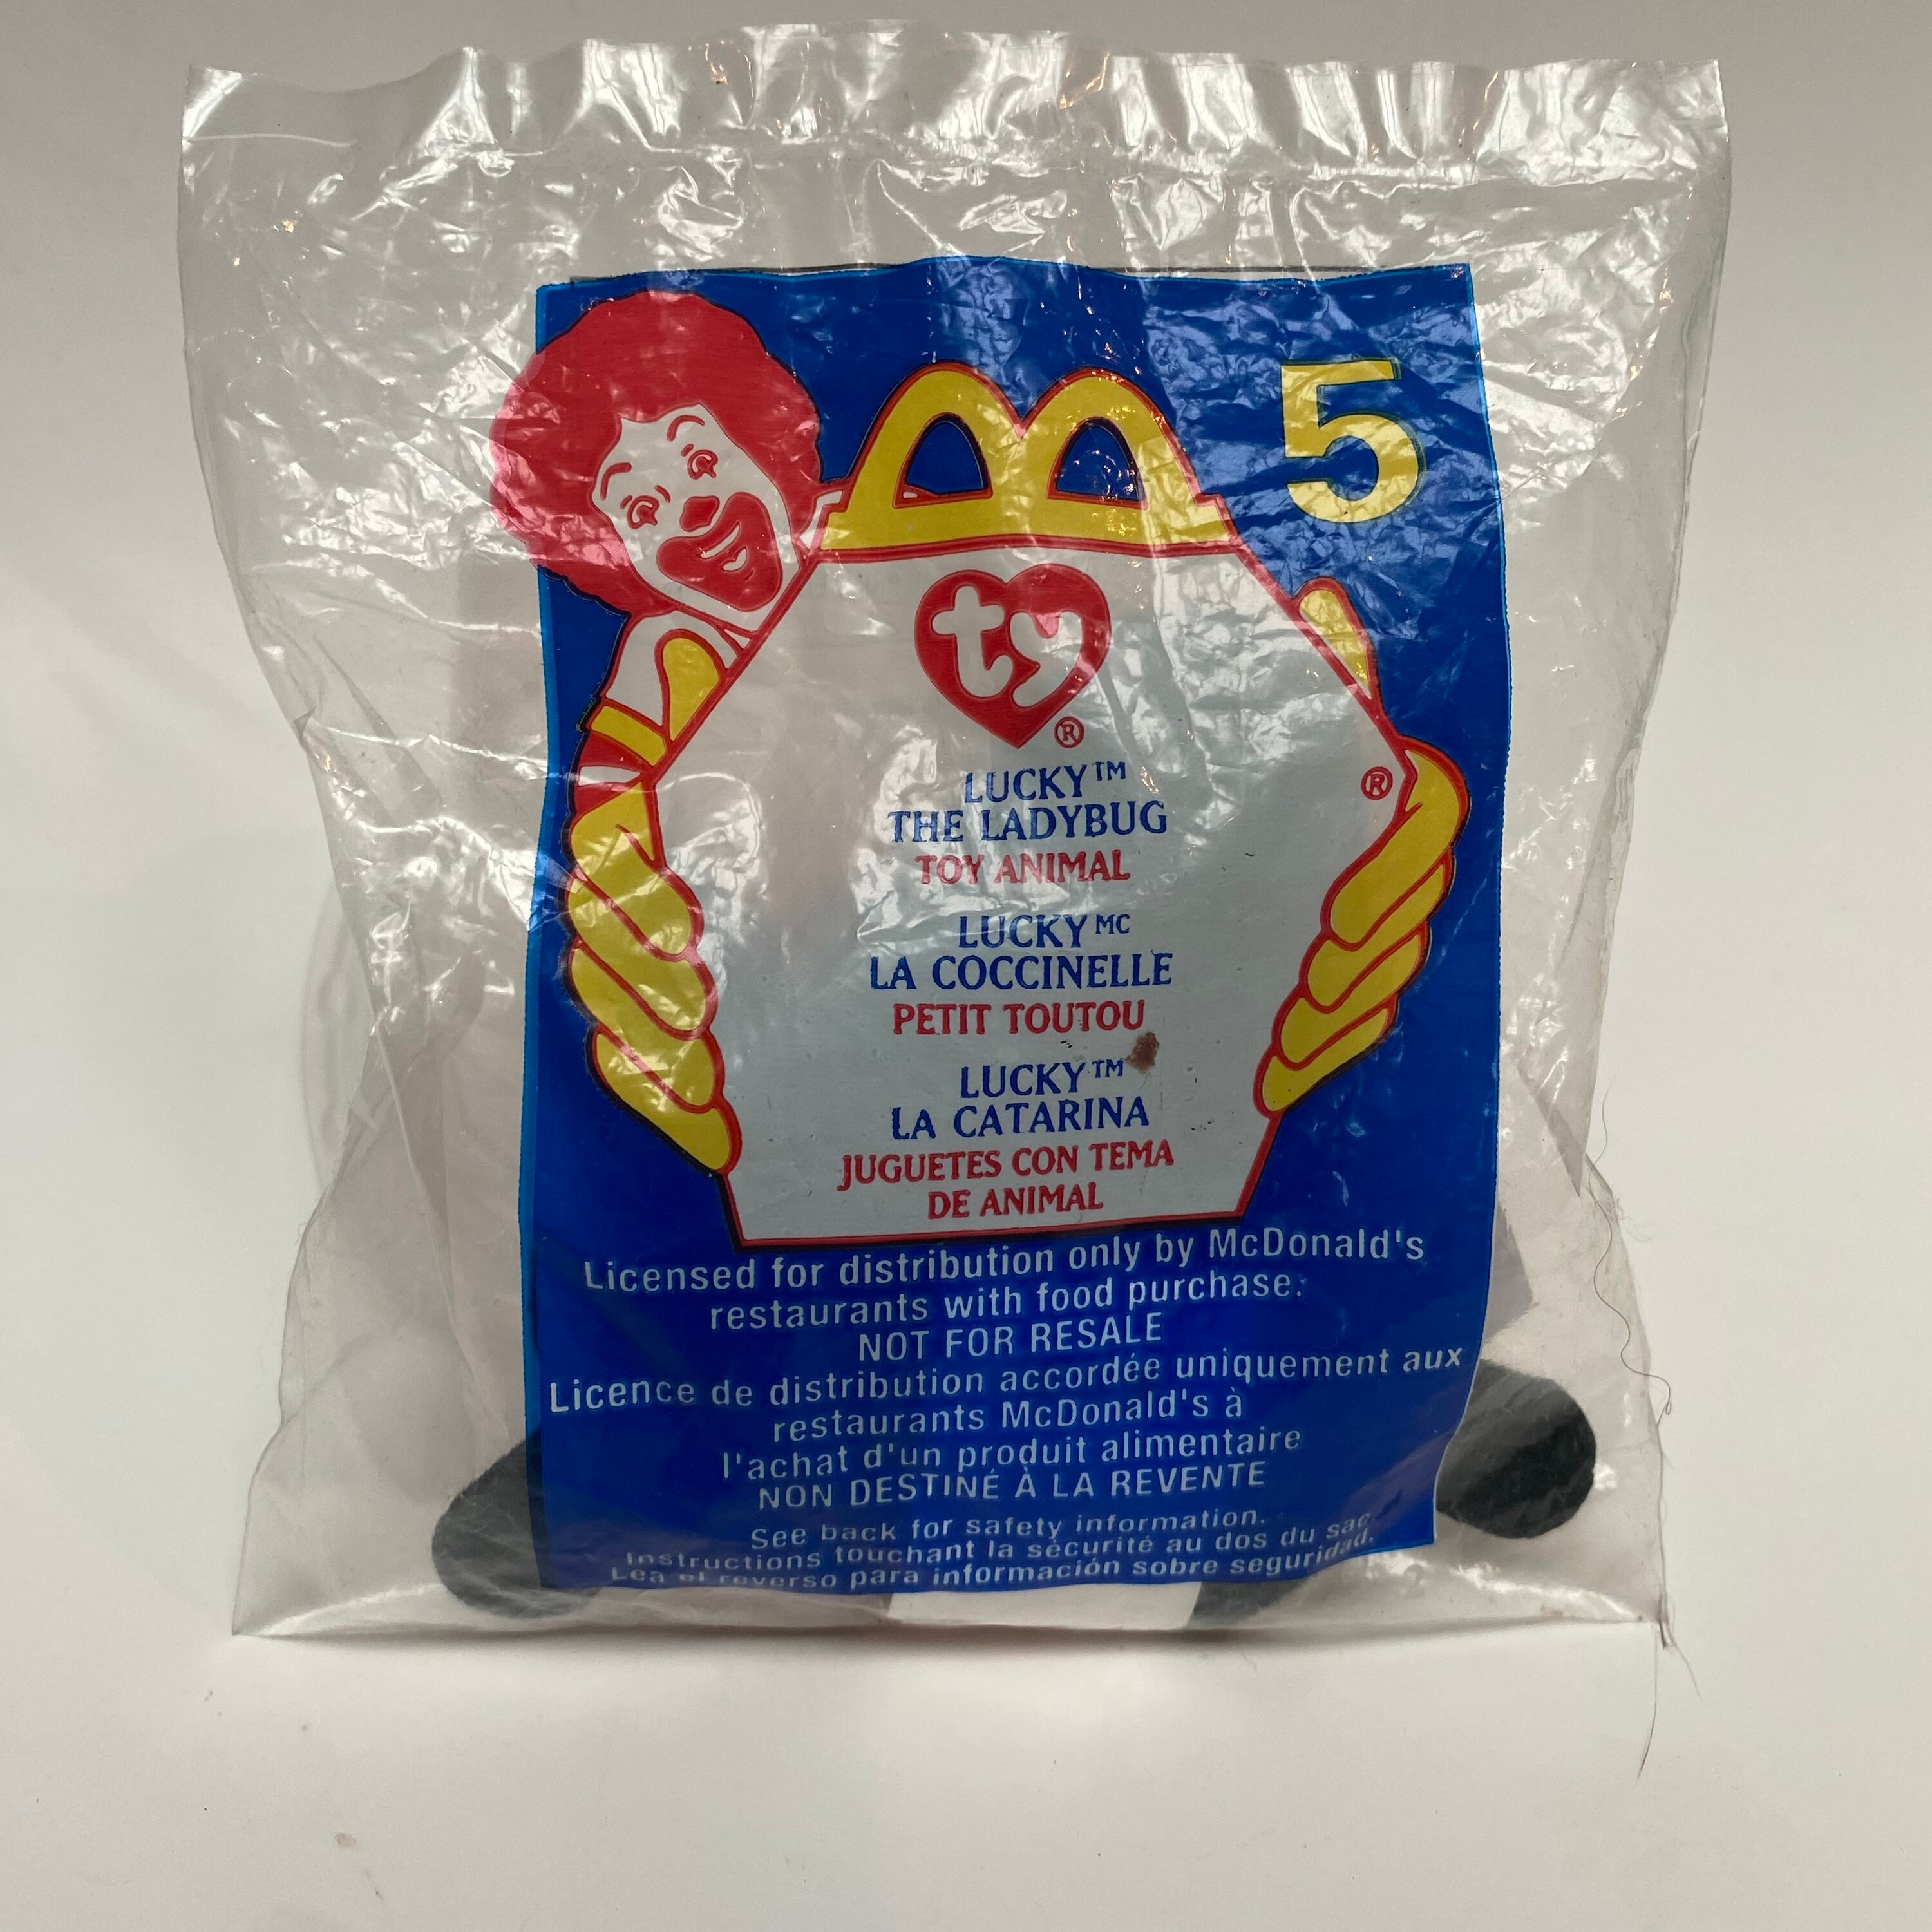 5
ty
®
®
LUCKY™
THE LADYBUG
TOY ANIMAL
LUCKY MC
LA COCCINELLE
PETIT TOUTOU
LUCKY™
LA CATARINA
JUGUETES CON TEMA
DE ANIMAL
Licensed for distribution only by McDonald's
restaurants with food purchase.
NOT FOR RESALE
Licence de distribution accordée uniquement aux
restaurants McDonald's à
l'achat d'un produit alimentaire
NON DESTINÉ À LA REVENTE
See back for safety information.
Instructions touchant la sécurité au dos du sac
Lea el reverso para información sobre seguridad.